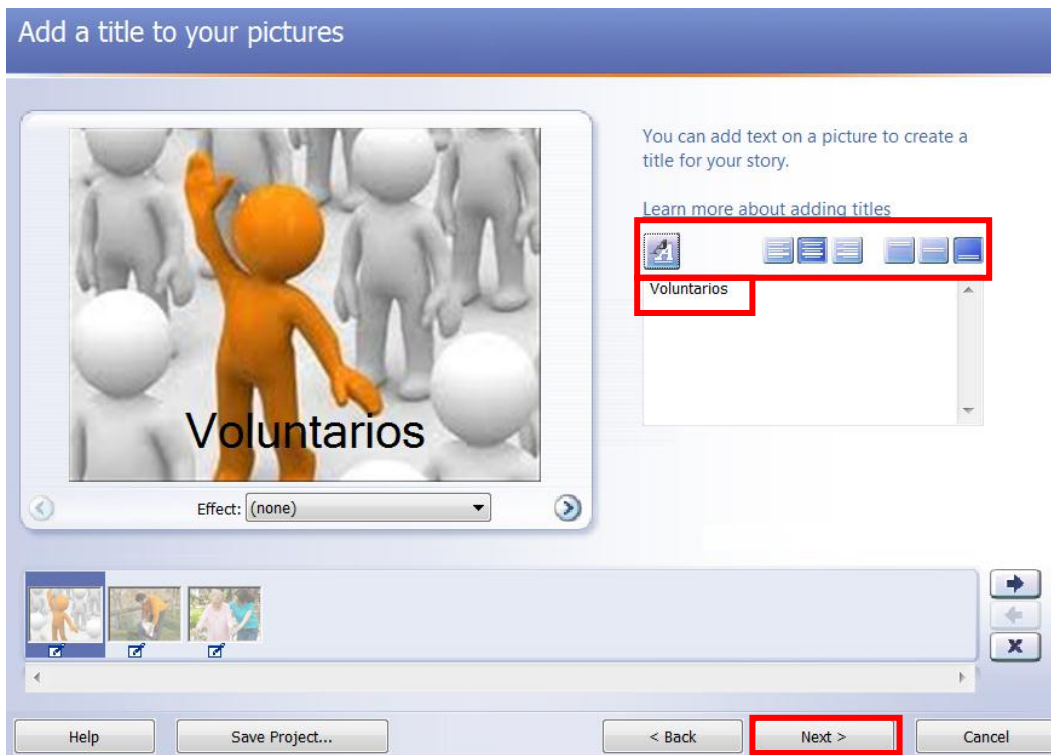 Add a title to your pictures
You can add text on a picture to create a
title for your story.
Learn more about adding titles
A
Voluntarios
Voluntarios
Effect: (none)
Help
Save Project...
< Back
Next >
Cancel